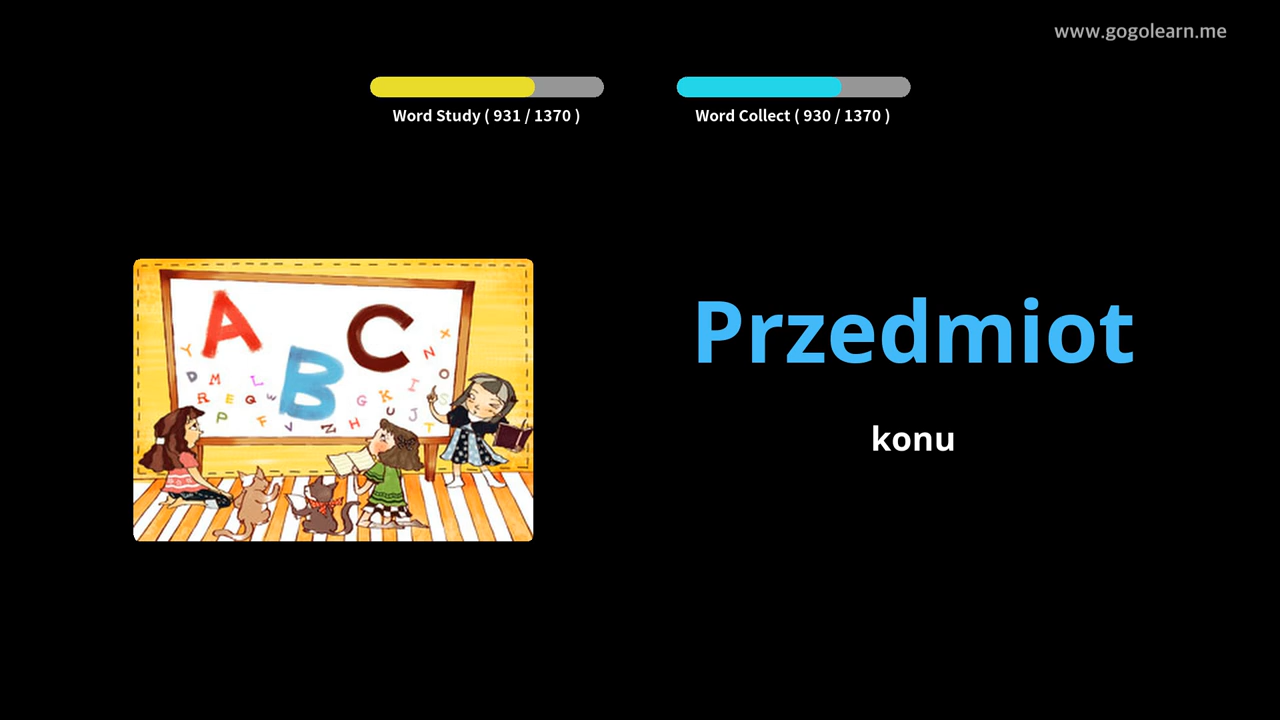 www.gogolearn.me
Word Study ( 931 / 1370 )
Word Collect ( 930 / 1370 )
A
C
B
Y
X
N
D
M
L
I
O
R
E
Q
W
G
K
S
P
F
V
Z
H
U
J
T
Przedmiot
konu